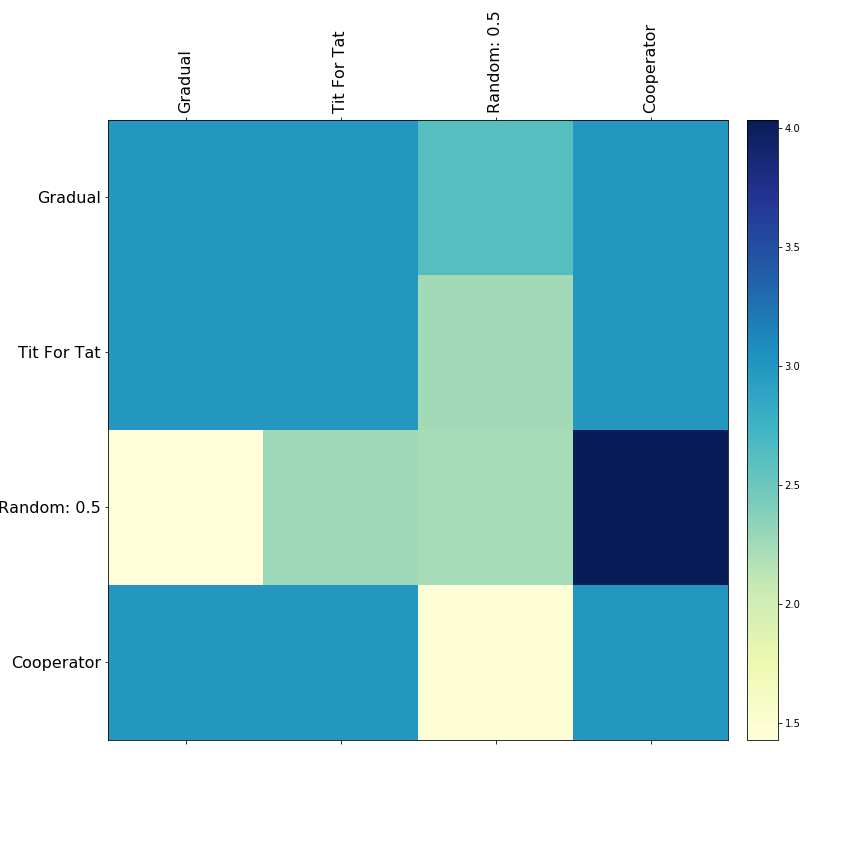 Gradual
Tit For Tat
Random: 0.5
Cooperator
Gradual
Tit For Tat
Random: 0.5
Cooperator
4.0
3.5
3.0
2.5
2.0
1.5